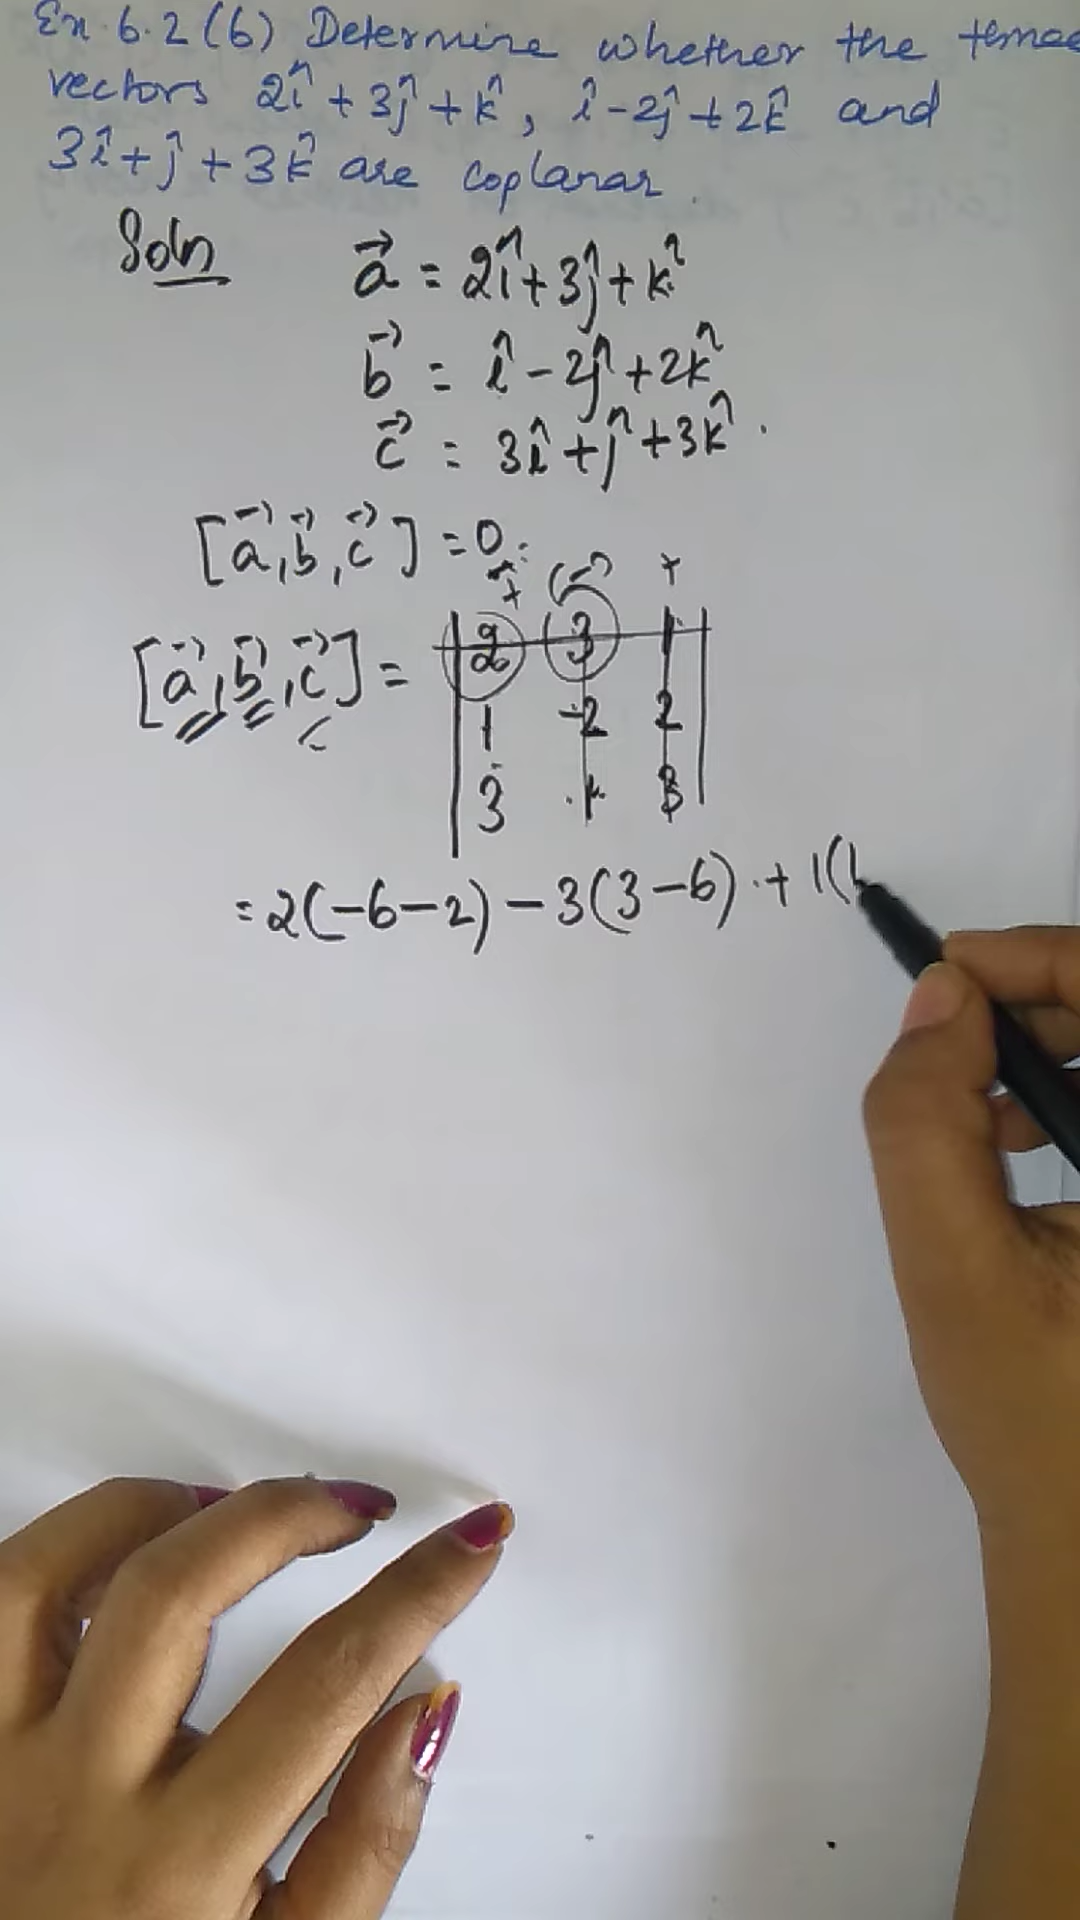 Ex 6.2 (6) Determine whether the three
vectors 2î + 3ĵ + k̂, î - 2ĵ + 2k̂ and
3î + ĵ + 3k̂ are coplanar.
Soln
a⃗ = 2î + 3ĵ + k̂
b⃗ = î - 2ĵ + 2k̂
c⃗ = 3î + ĵ + 3k̂.
[a⃗, b⃗, c⃗] = 0.
+ - +
[a⃗, b⃗, c⃗] = | 2 3 1 |
| 1 -2 2 |
| 3 1 3 |
= 2(-6-2) - 3(3-6) + 1(1